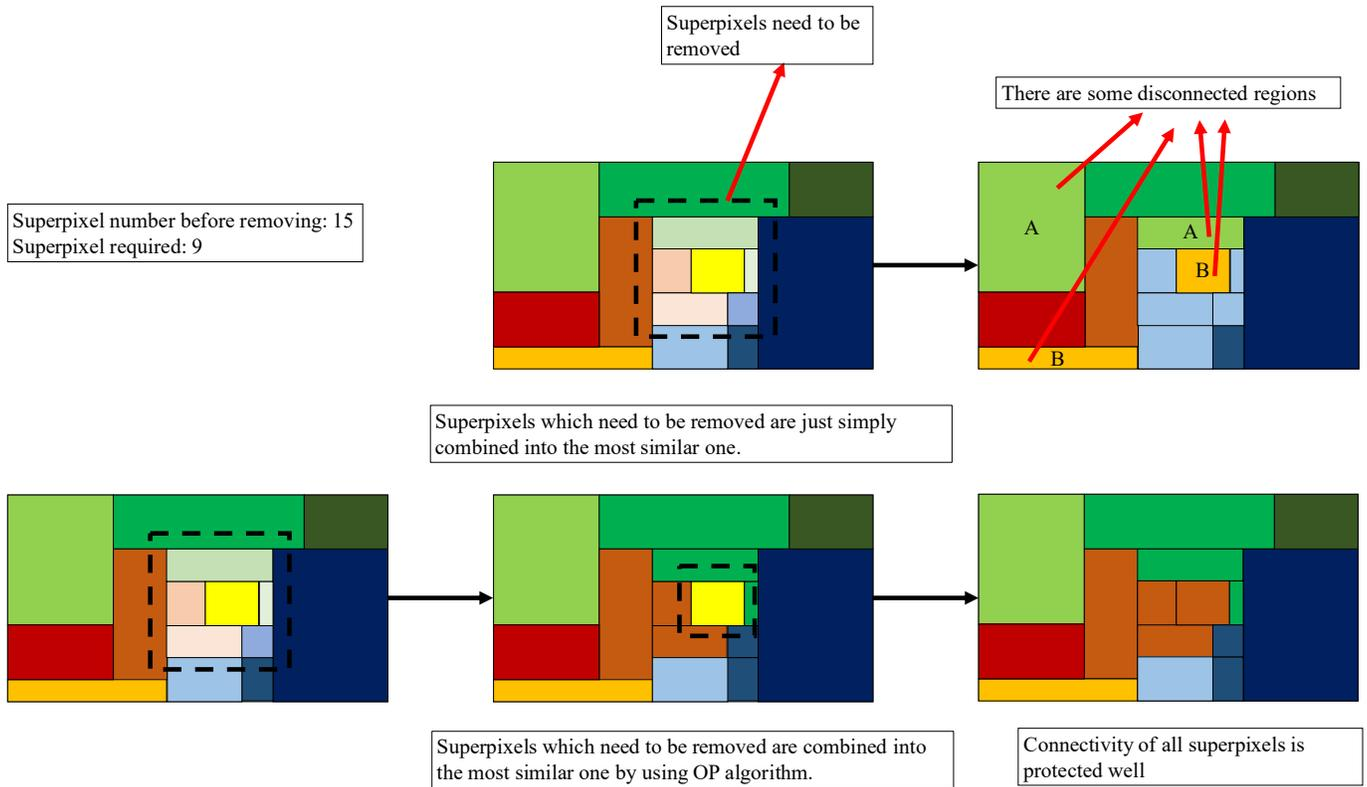 Superpixels need to be
removed
There are some disconnected regions
Superpixel number before removing: 15
Superpixel required: 9
A
A
B
B
Superpixels which need to be removed are just simply
combined into the most similar one.
Superpixels which need to be removed are combined into
the most similar one by using OP algorithm.
Connectivity of all superpixels is
protected well